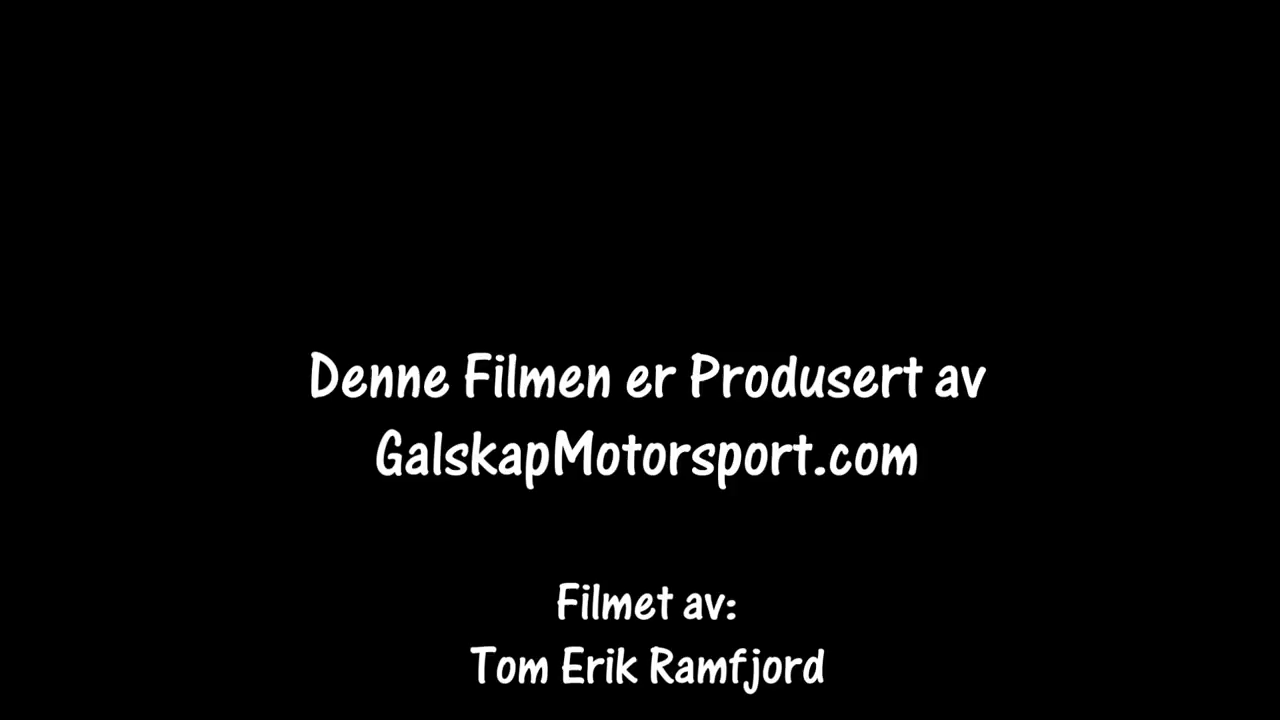 Denne Filmen er Produsert av
GalskapMotorsport.com
Filmet av:
Tom Erik Ramfjord